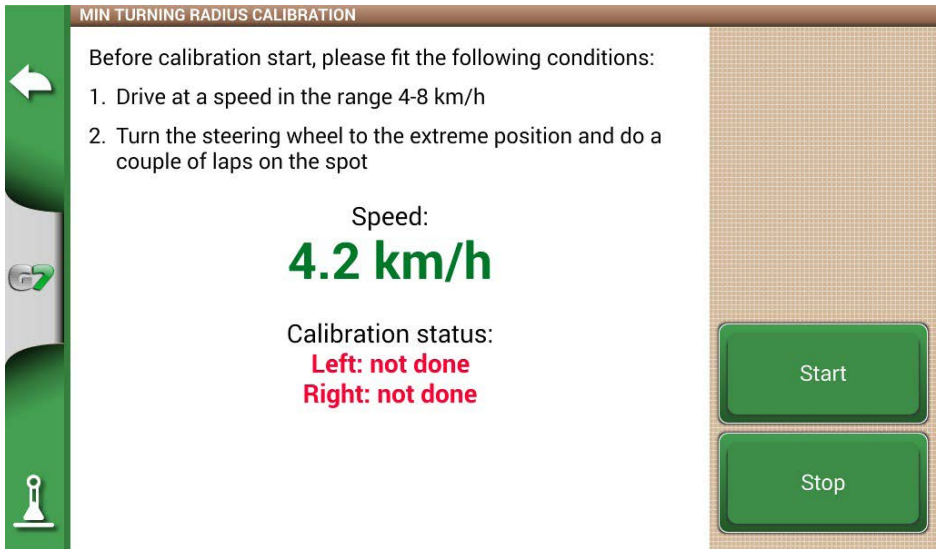 MIN TURNING RADIUS CALIBRATION
Before calibration start, please fit the following conditions:
1. Drive at a speed in the range 4-8 km/h
2. Turn the steering wheel to the extreme position and do a
couple of laps on the spot
Speed:
4.2 km/h
G7
Calibration status:
Left: not done
Right: not done
Start
Stop